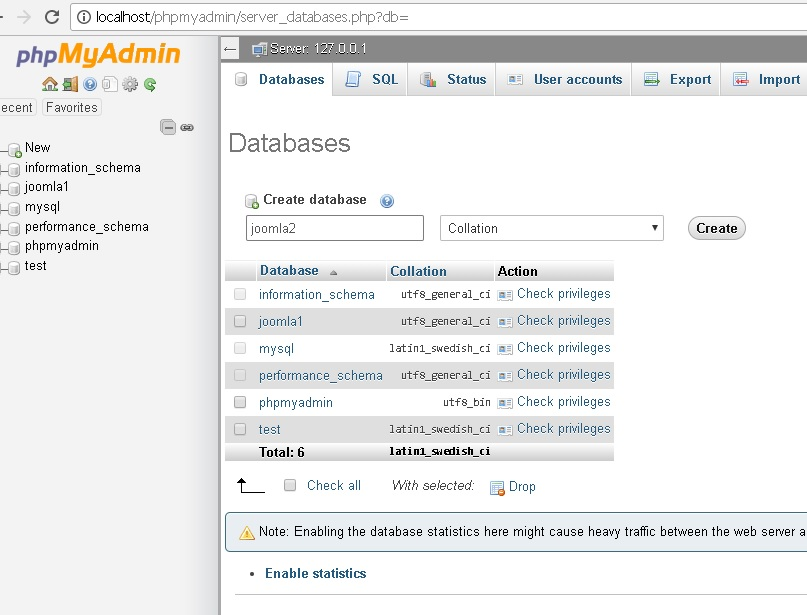 localhost/phpmyadmin/server_databases.php?db=
phpMyAdmin
ecent Favorites
New
information_schema
joomla1
mysql
performance_schema
phpmyadmin
test
Server: 127.0.0.1
Databases SQL Status User accounts Export Import
Databases
Create database
joomla2 Collation Create
Database Collation Action
information_schema utf8_general_ci Check privileges
joomla1 utf8_general_ci Check privileges
mysql latin1_swedish_ci Check privileges
performance_schema utf8_general_ci Check privileges
phpmyadmin utf8_bin Check privileges
test latin1_swedish_ci Check privileges
Total: 6 latin1_swedish_ci
Check all With selected: Drop
Note: Enabling the database statistics here might cause heavy traffic between the web server a
Enable statistics